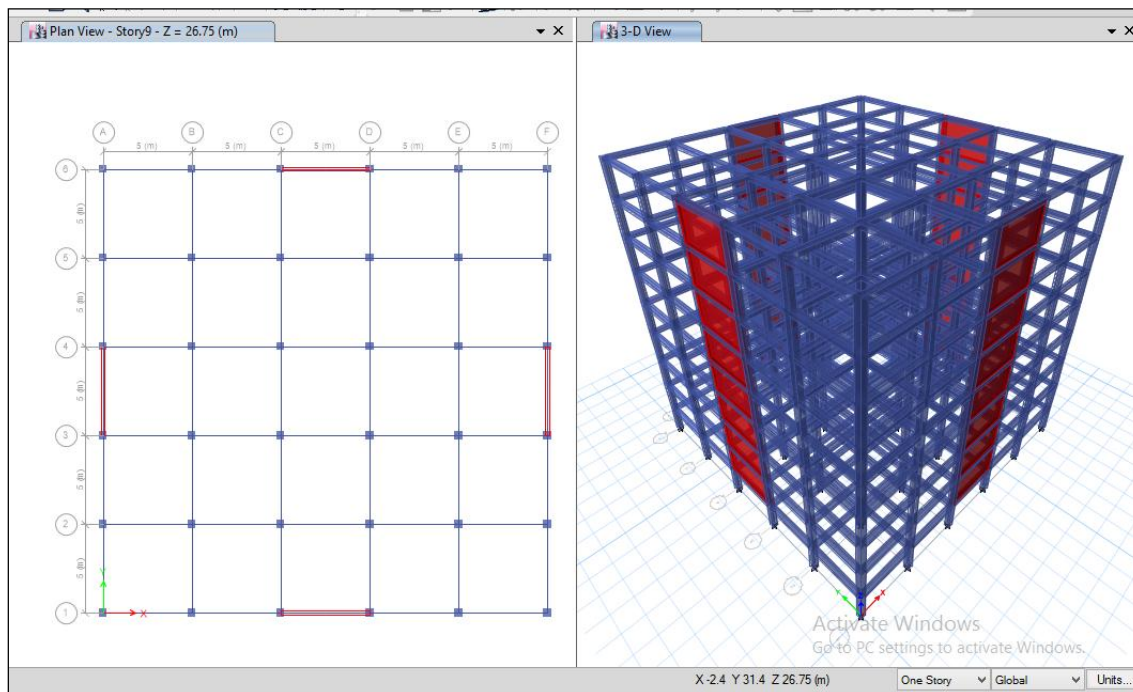 Plan View - Story9 - Z = 26.75 (m)
3-D View
A B C D E F
5 (m) 5 (m) 5 (m) 5 (m) 5 (m)
6
5 (m)
5
5 (m)
4
5 (m)
3
5 (m)
2
5 (m)
Y
1
X
Y Z X
Activate Windows
Go to PC settings to activate Windows.
X -2.4 Y 31.4 Z 26.75 (m)
One Story
Global
Units...